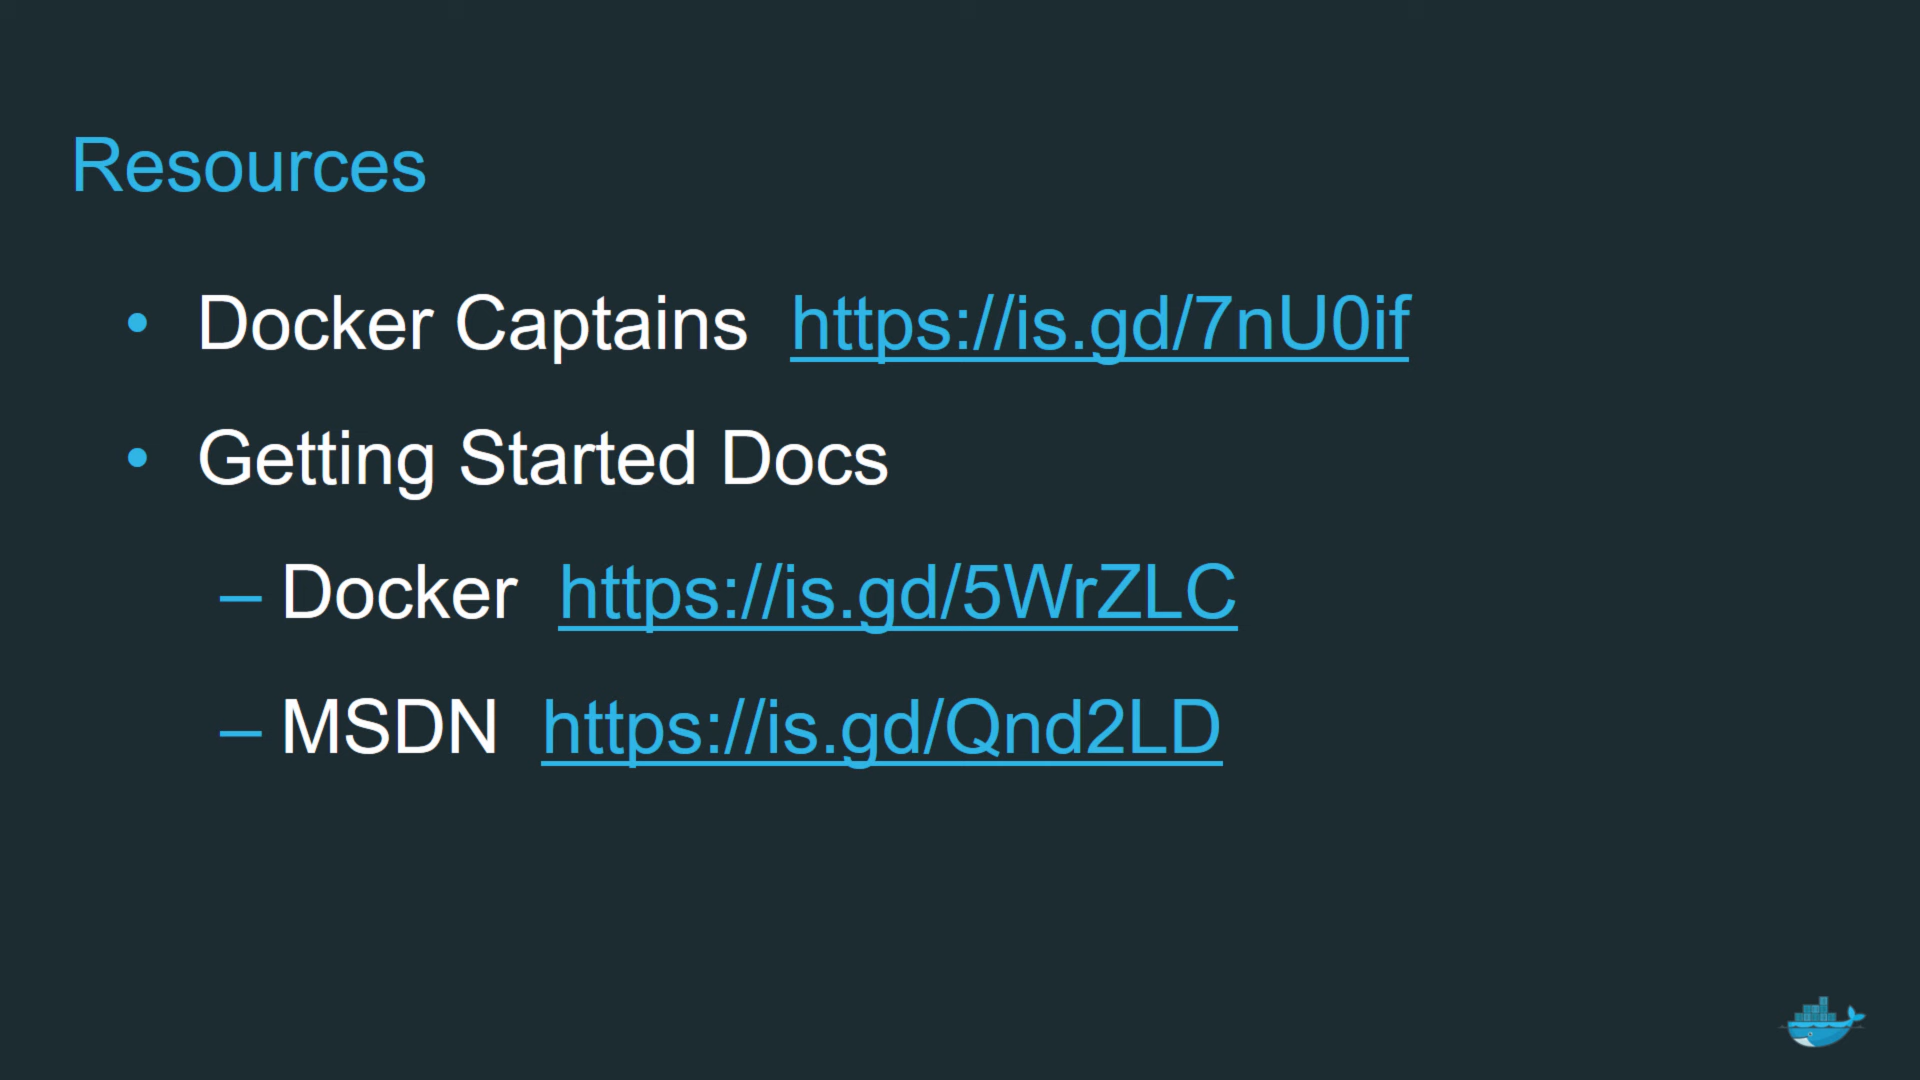 Resources
• Docker Captains https://is.gd/7nU0if
• Getting Started Docs
– Docker https://is.gd/5WrZLC
– MSDN https://is.gd/Qnd2LD